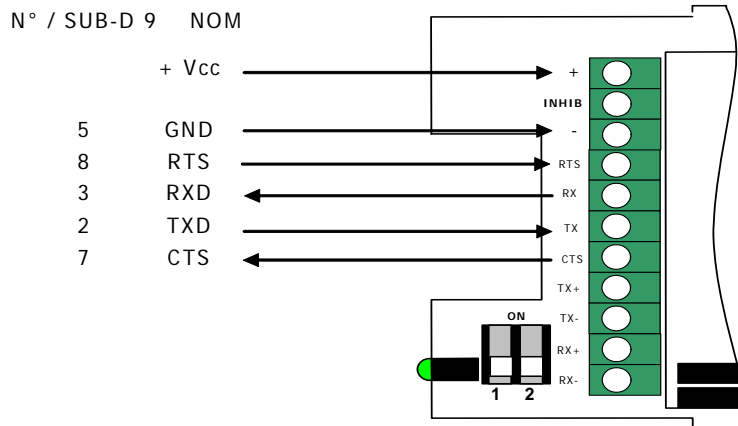 N° / SUB-D 9 NOM
+ Vcc +
INHIB
5 GND -
8 RTS RTS
3 RXD RX
2 TXD TX
7 CTS CTS
TX+
ON TX-
RX+
RX-
1 2